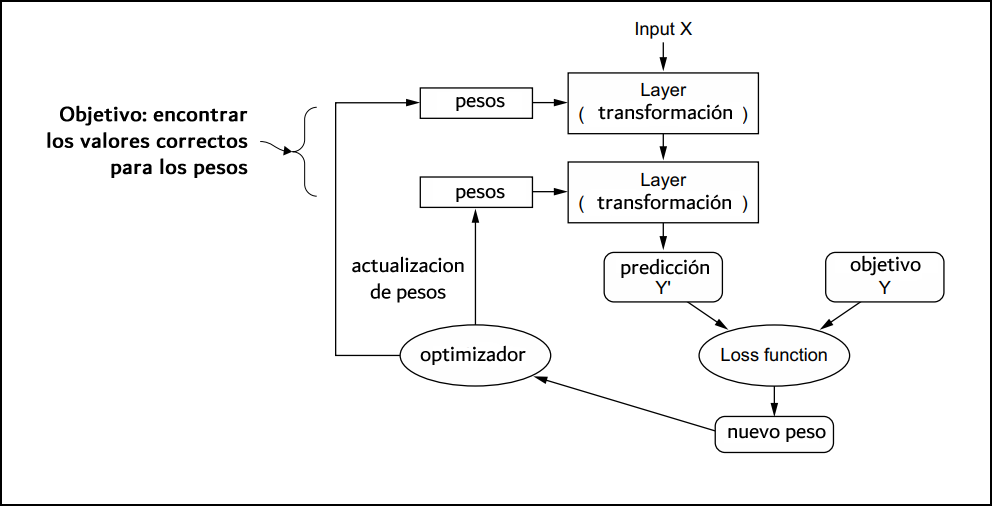 Input X
Objetivo: encontrar
los valores correctos
para los pesos
pesos
Layer
( transformación )
pesos
Layer
( transformación )
actualizacion
de pesos
predicción
Y'
objetivo
Y
optimizador
Loss function
nuevo peso